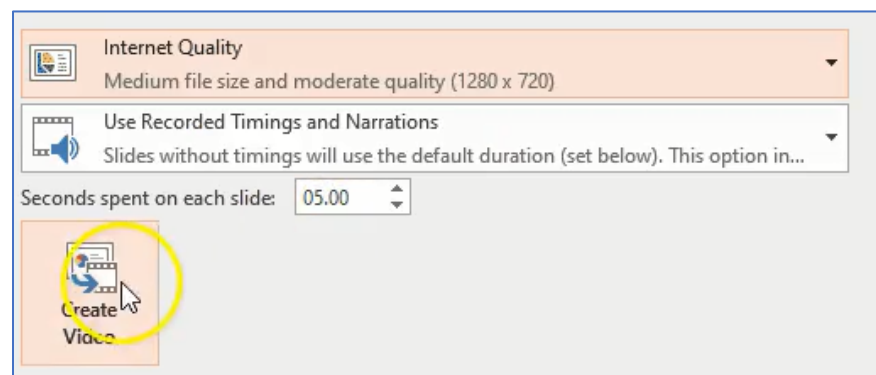 Internet Quality
Medium file size and moderate quality (1280 x 720)
Use Recorded Timings and Narrations
Slides without timings will use the default duration (set below). This option in...
Seconds spent on each slide: 05.00
Create
Video